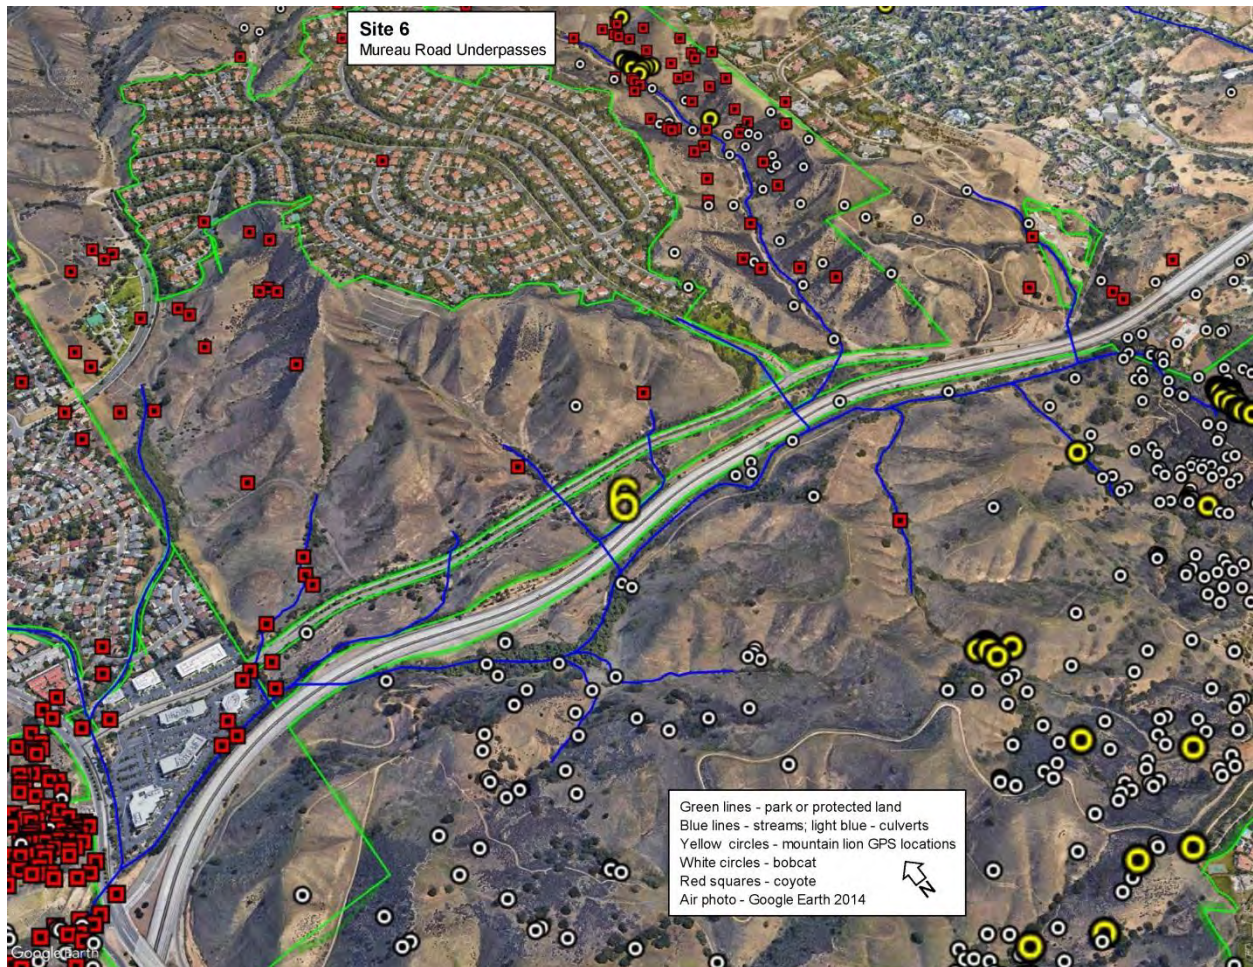 Site 6
Mureau Road Underpasses
6
Green lines - park or protected land
Blue lines - streams; light blue - culverts
Yellow circles - mountain lion GPS locations
White circles - bobcat
Red squares - coyote
Air photo - Google Earth 2014
N
Google Earth